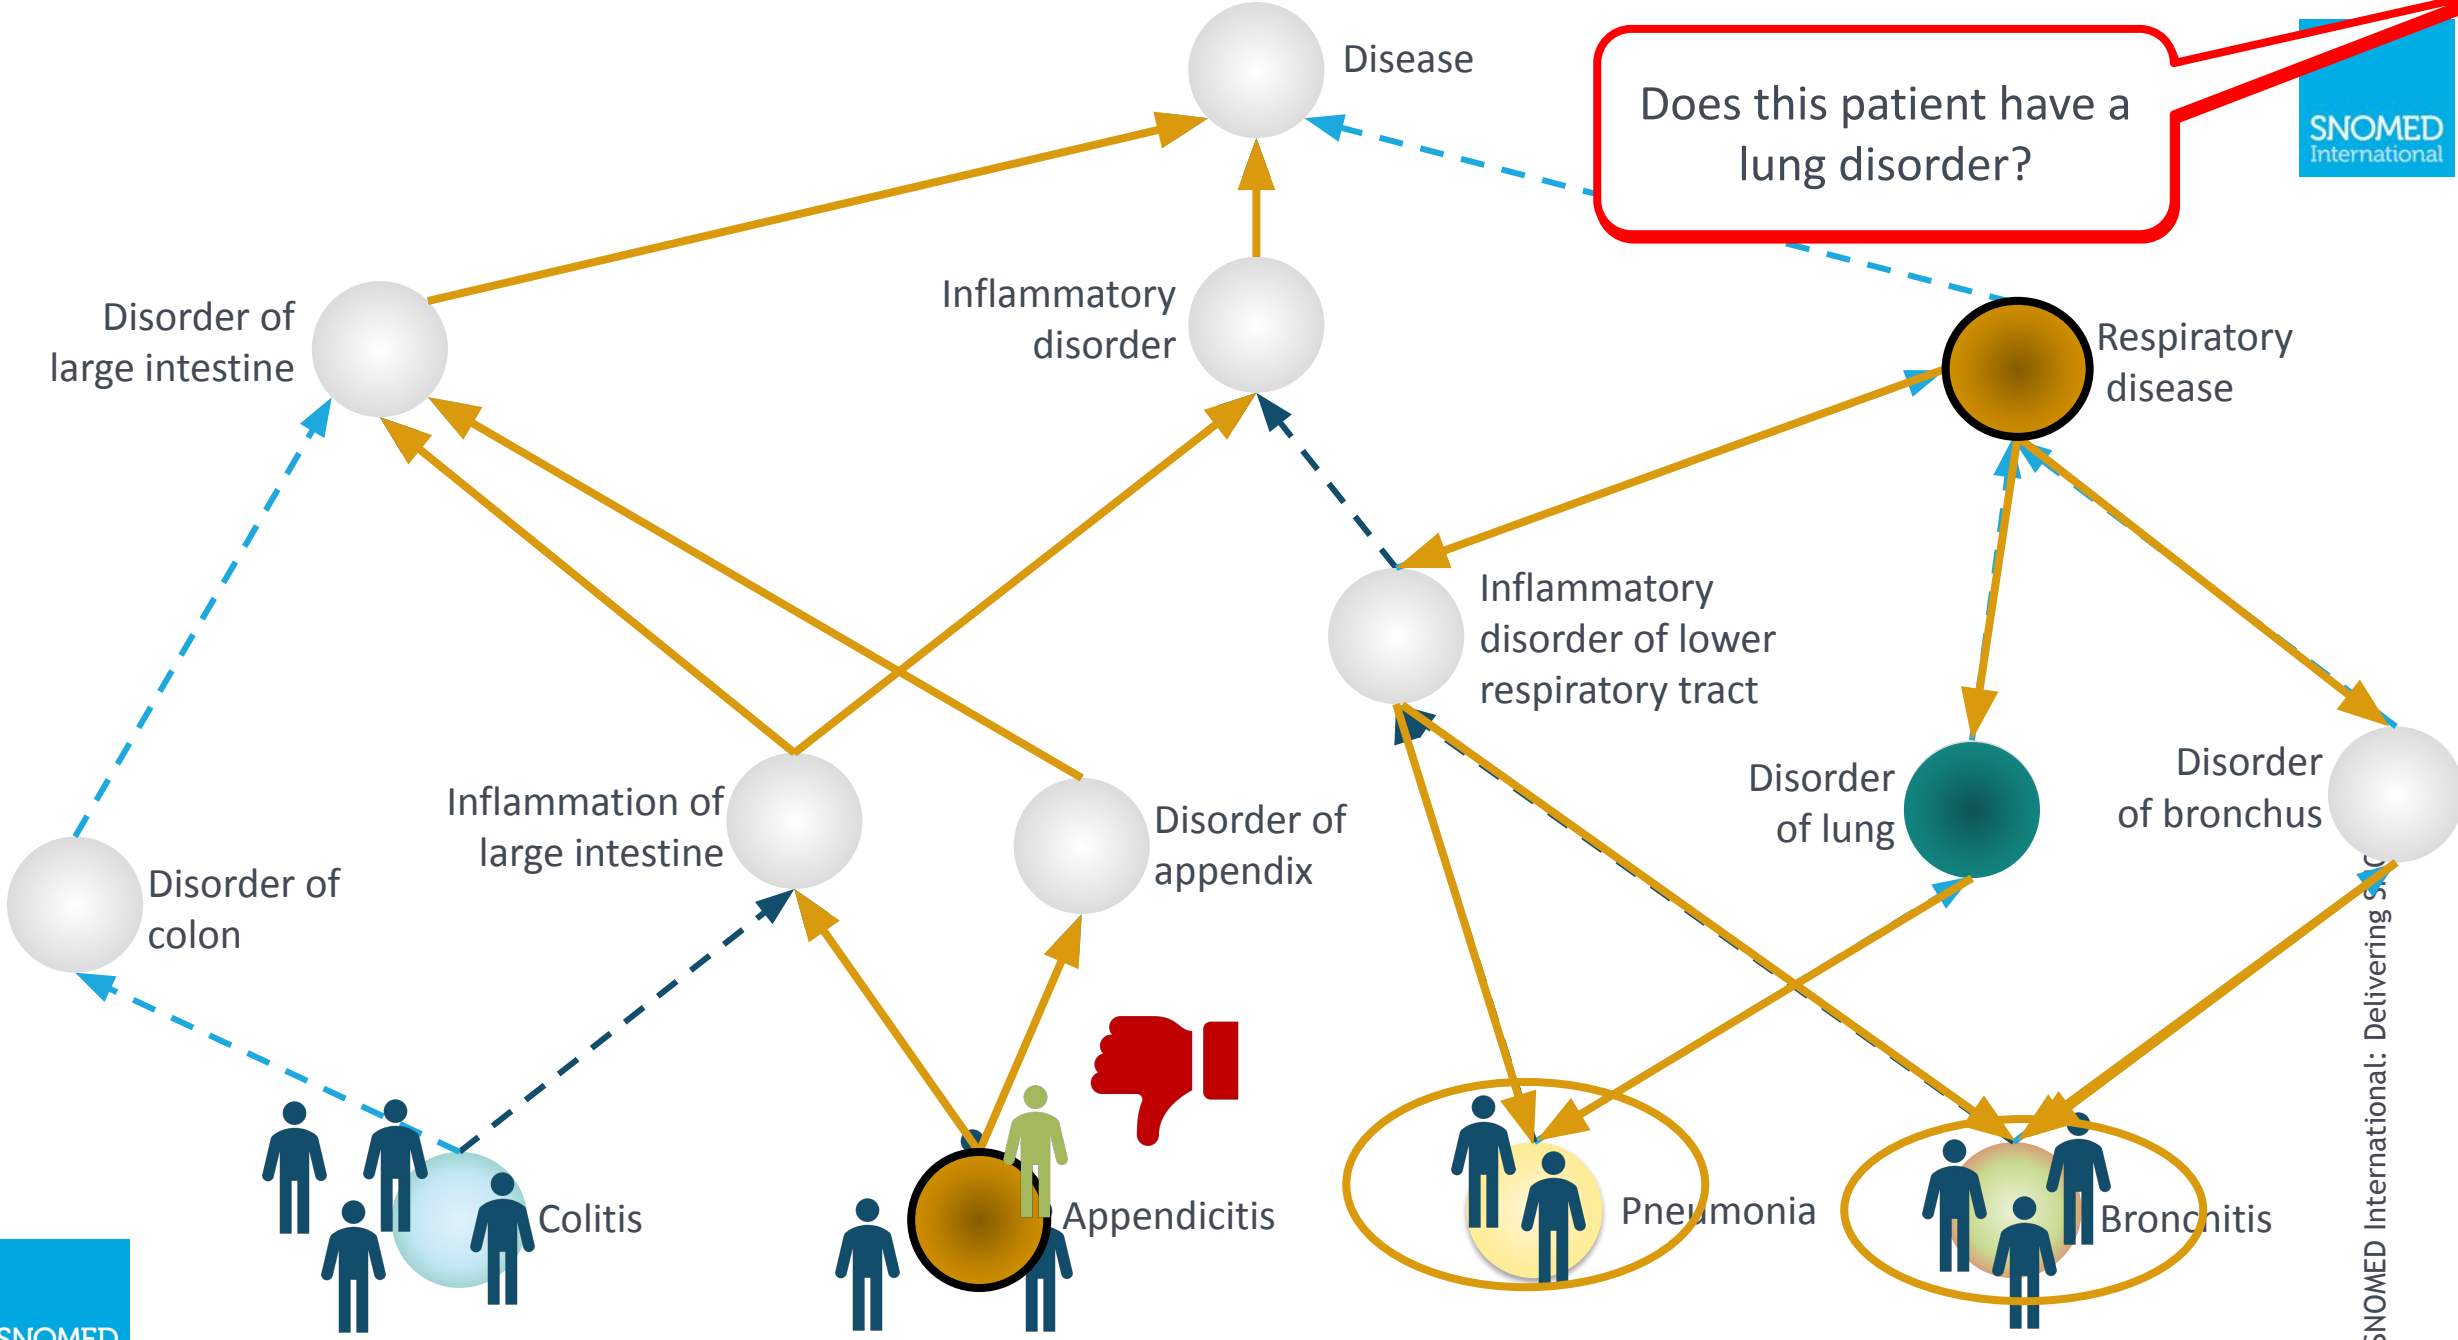 Disease
Does this patient have a
lung disorder?
SNOMED
International
Disorder of
large intestine
Inflammatory
disorder
Respiratory
disease
Inflammatory
disorder of lower
respiratory tract
Inflammation of
large intestine
Disorder of
appendix
Disorder
of lung
Disorder
of bronchus
Disorder of
colon
Colitis
Appendicitis
Pneumonia
Bronchitis
SNOMED International: Delivering
SNOMED